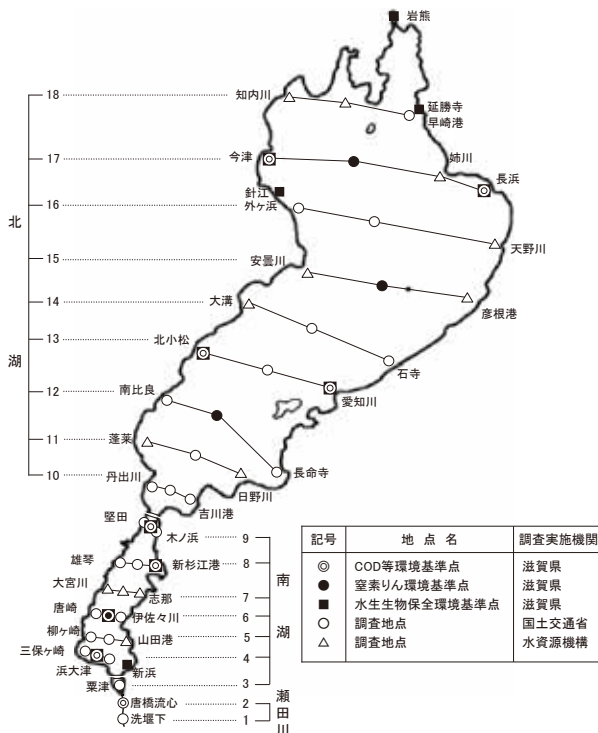 岩熊
18
知内川
延勝寺
早崎港
17
今津
姉川
長浜
針江
16
外ヶ浜
天野川
15
安曇川
14
大溝
彦根港
13
北小松
石寺
12
南比良
愛知川
11
蓬莱
10
丹出川
日野川
長命寺
吉川港
北湖
堅田
木ノ浜
9
雄琴
新杉江港
8
大宮川
志那
7
唐崎
伊佐々川
6
柳ヶ崎
山田港
5
三保ヶ崎
4
浜大津
新浜
粟津
3
南湖
唐橋流心
2
洗堰下
1
瀬田川
記号 地点名 調査実施機関
◎ COD等環境基準点 滋賀県
● 窒素りん環境基準点 滋賀県
■ 水生生物保全環境基準点 滋賀県
○ 調査地点 国土交通省
△ 調査地点 水資源機構